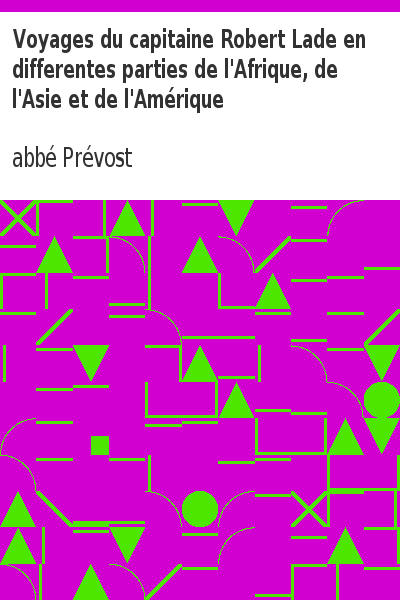 Voyages du capitaine Robert Lade en
differentes parties de l'Afrique, de
l'Asie et de l'Amérique
abbé Prévost